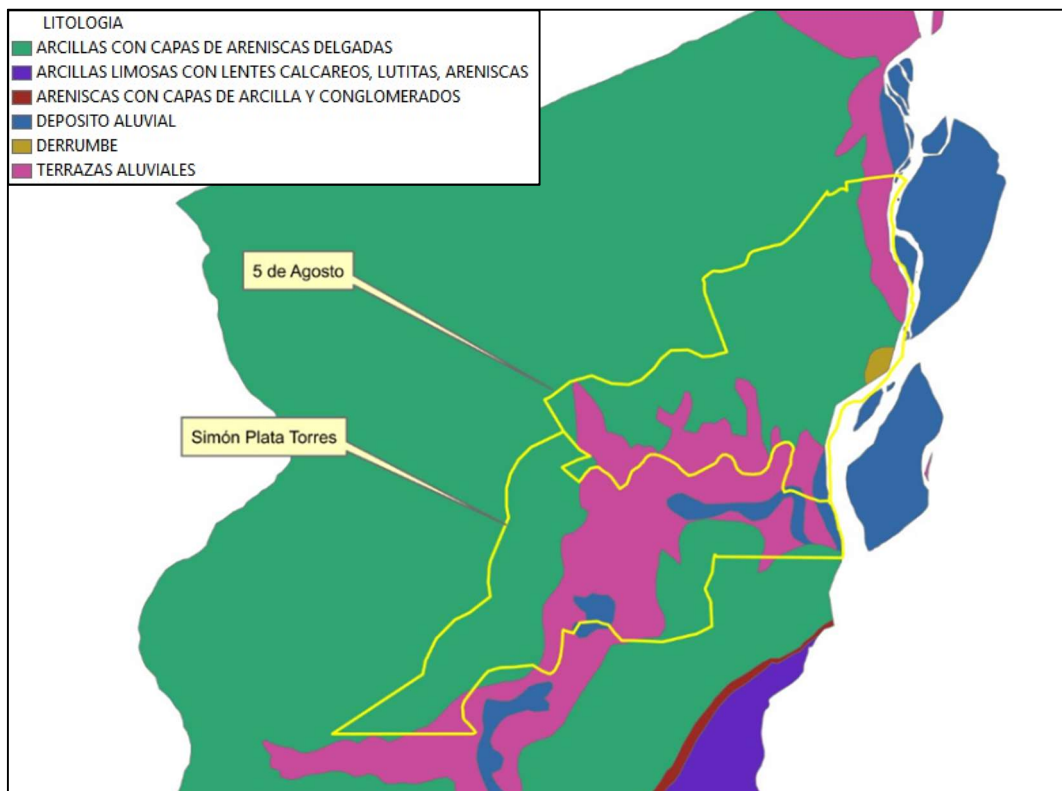 LITOLOGIA
ARCILLAS CON CAPAS DE ARENISCAS DELGADAS
ARCILLAS LIMOSAS CON LENTES CALCAREOS, LUTITAS, ARENISCAS
ARENISCAS CON CAPAS DE ARCILLA Y CONGLOMERADOS
DEPOSITO ALUVIAL
DERRUMBE
TERRAZAS ALUVIALES
5 de Agosto
Simón Plata Torres